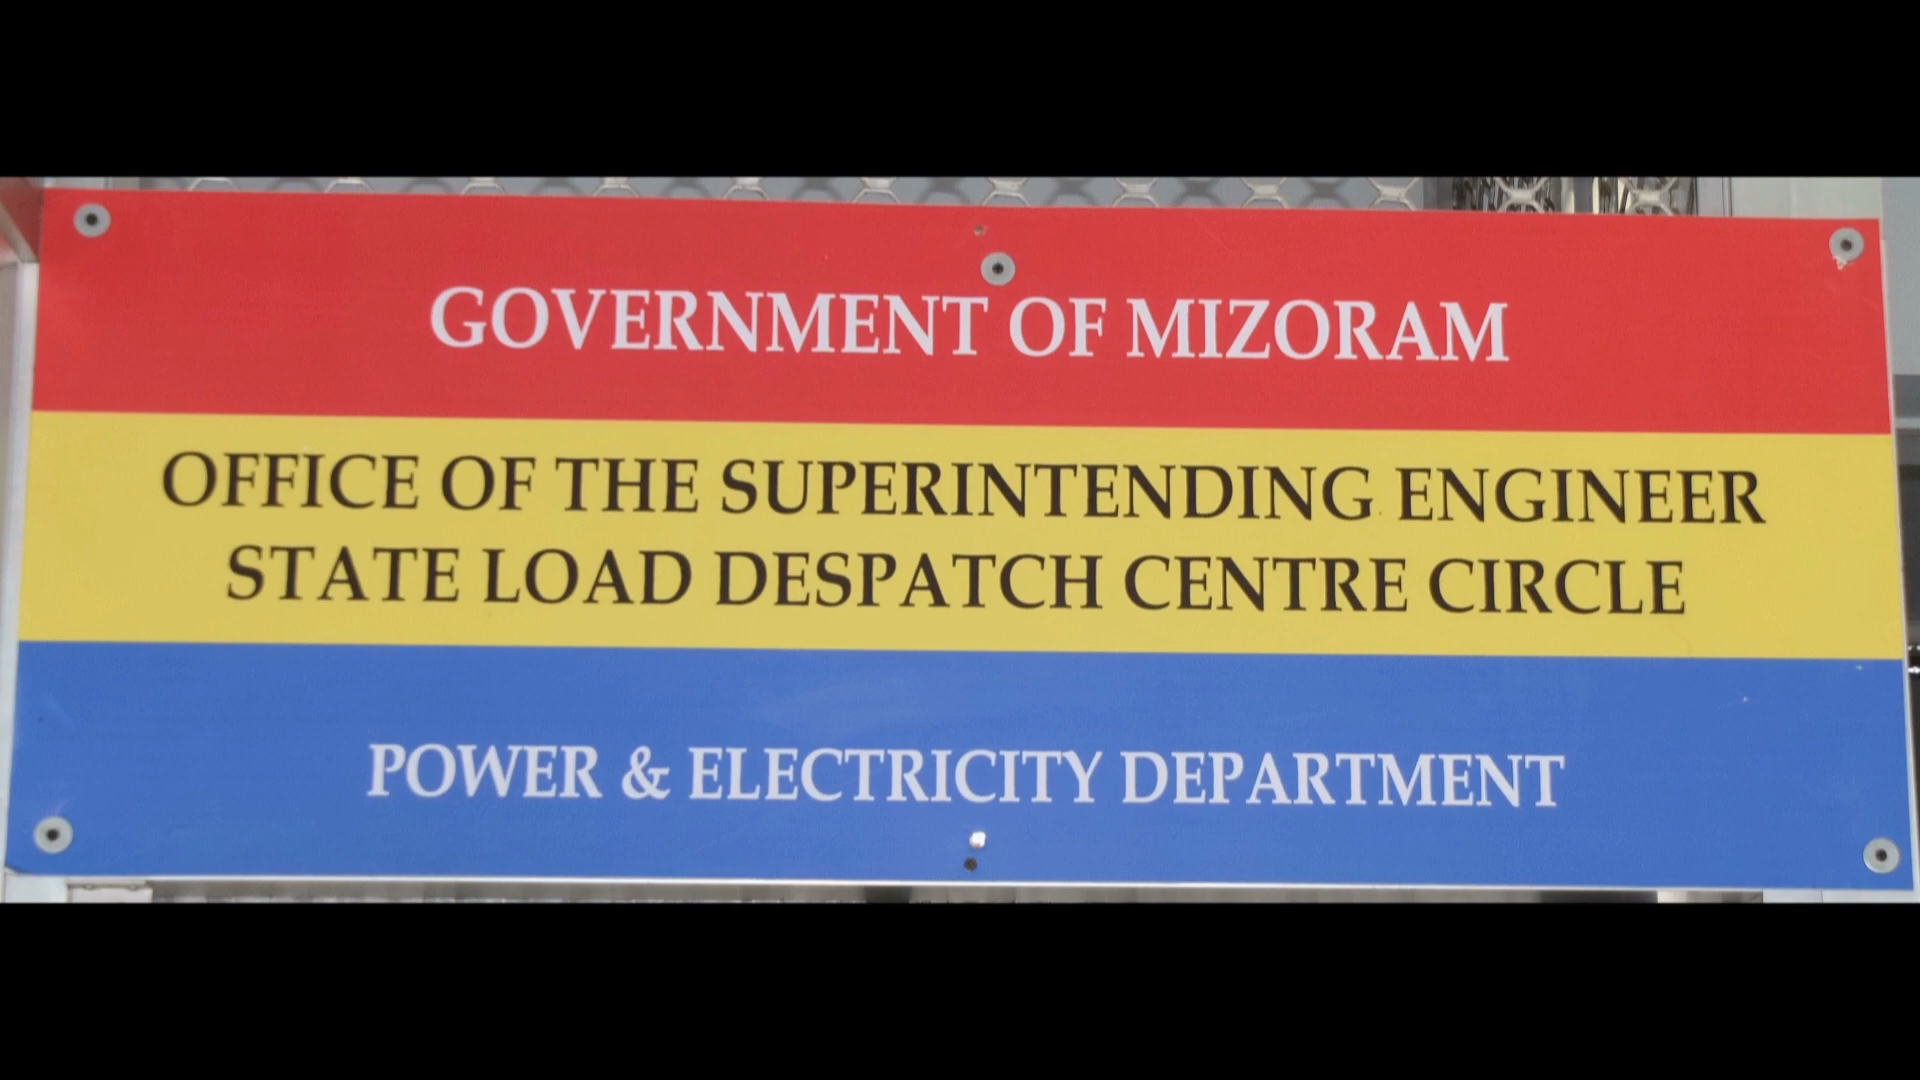 GOVERNMENT OF MIZORAM
OFFICE OF THE SUPERINTENDING ENGINEER
STATE LOAD DESPATCH CENTRE CIRCLE
POWER & ELECTRICITY DEPARTMENT